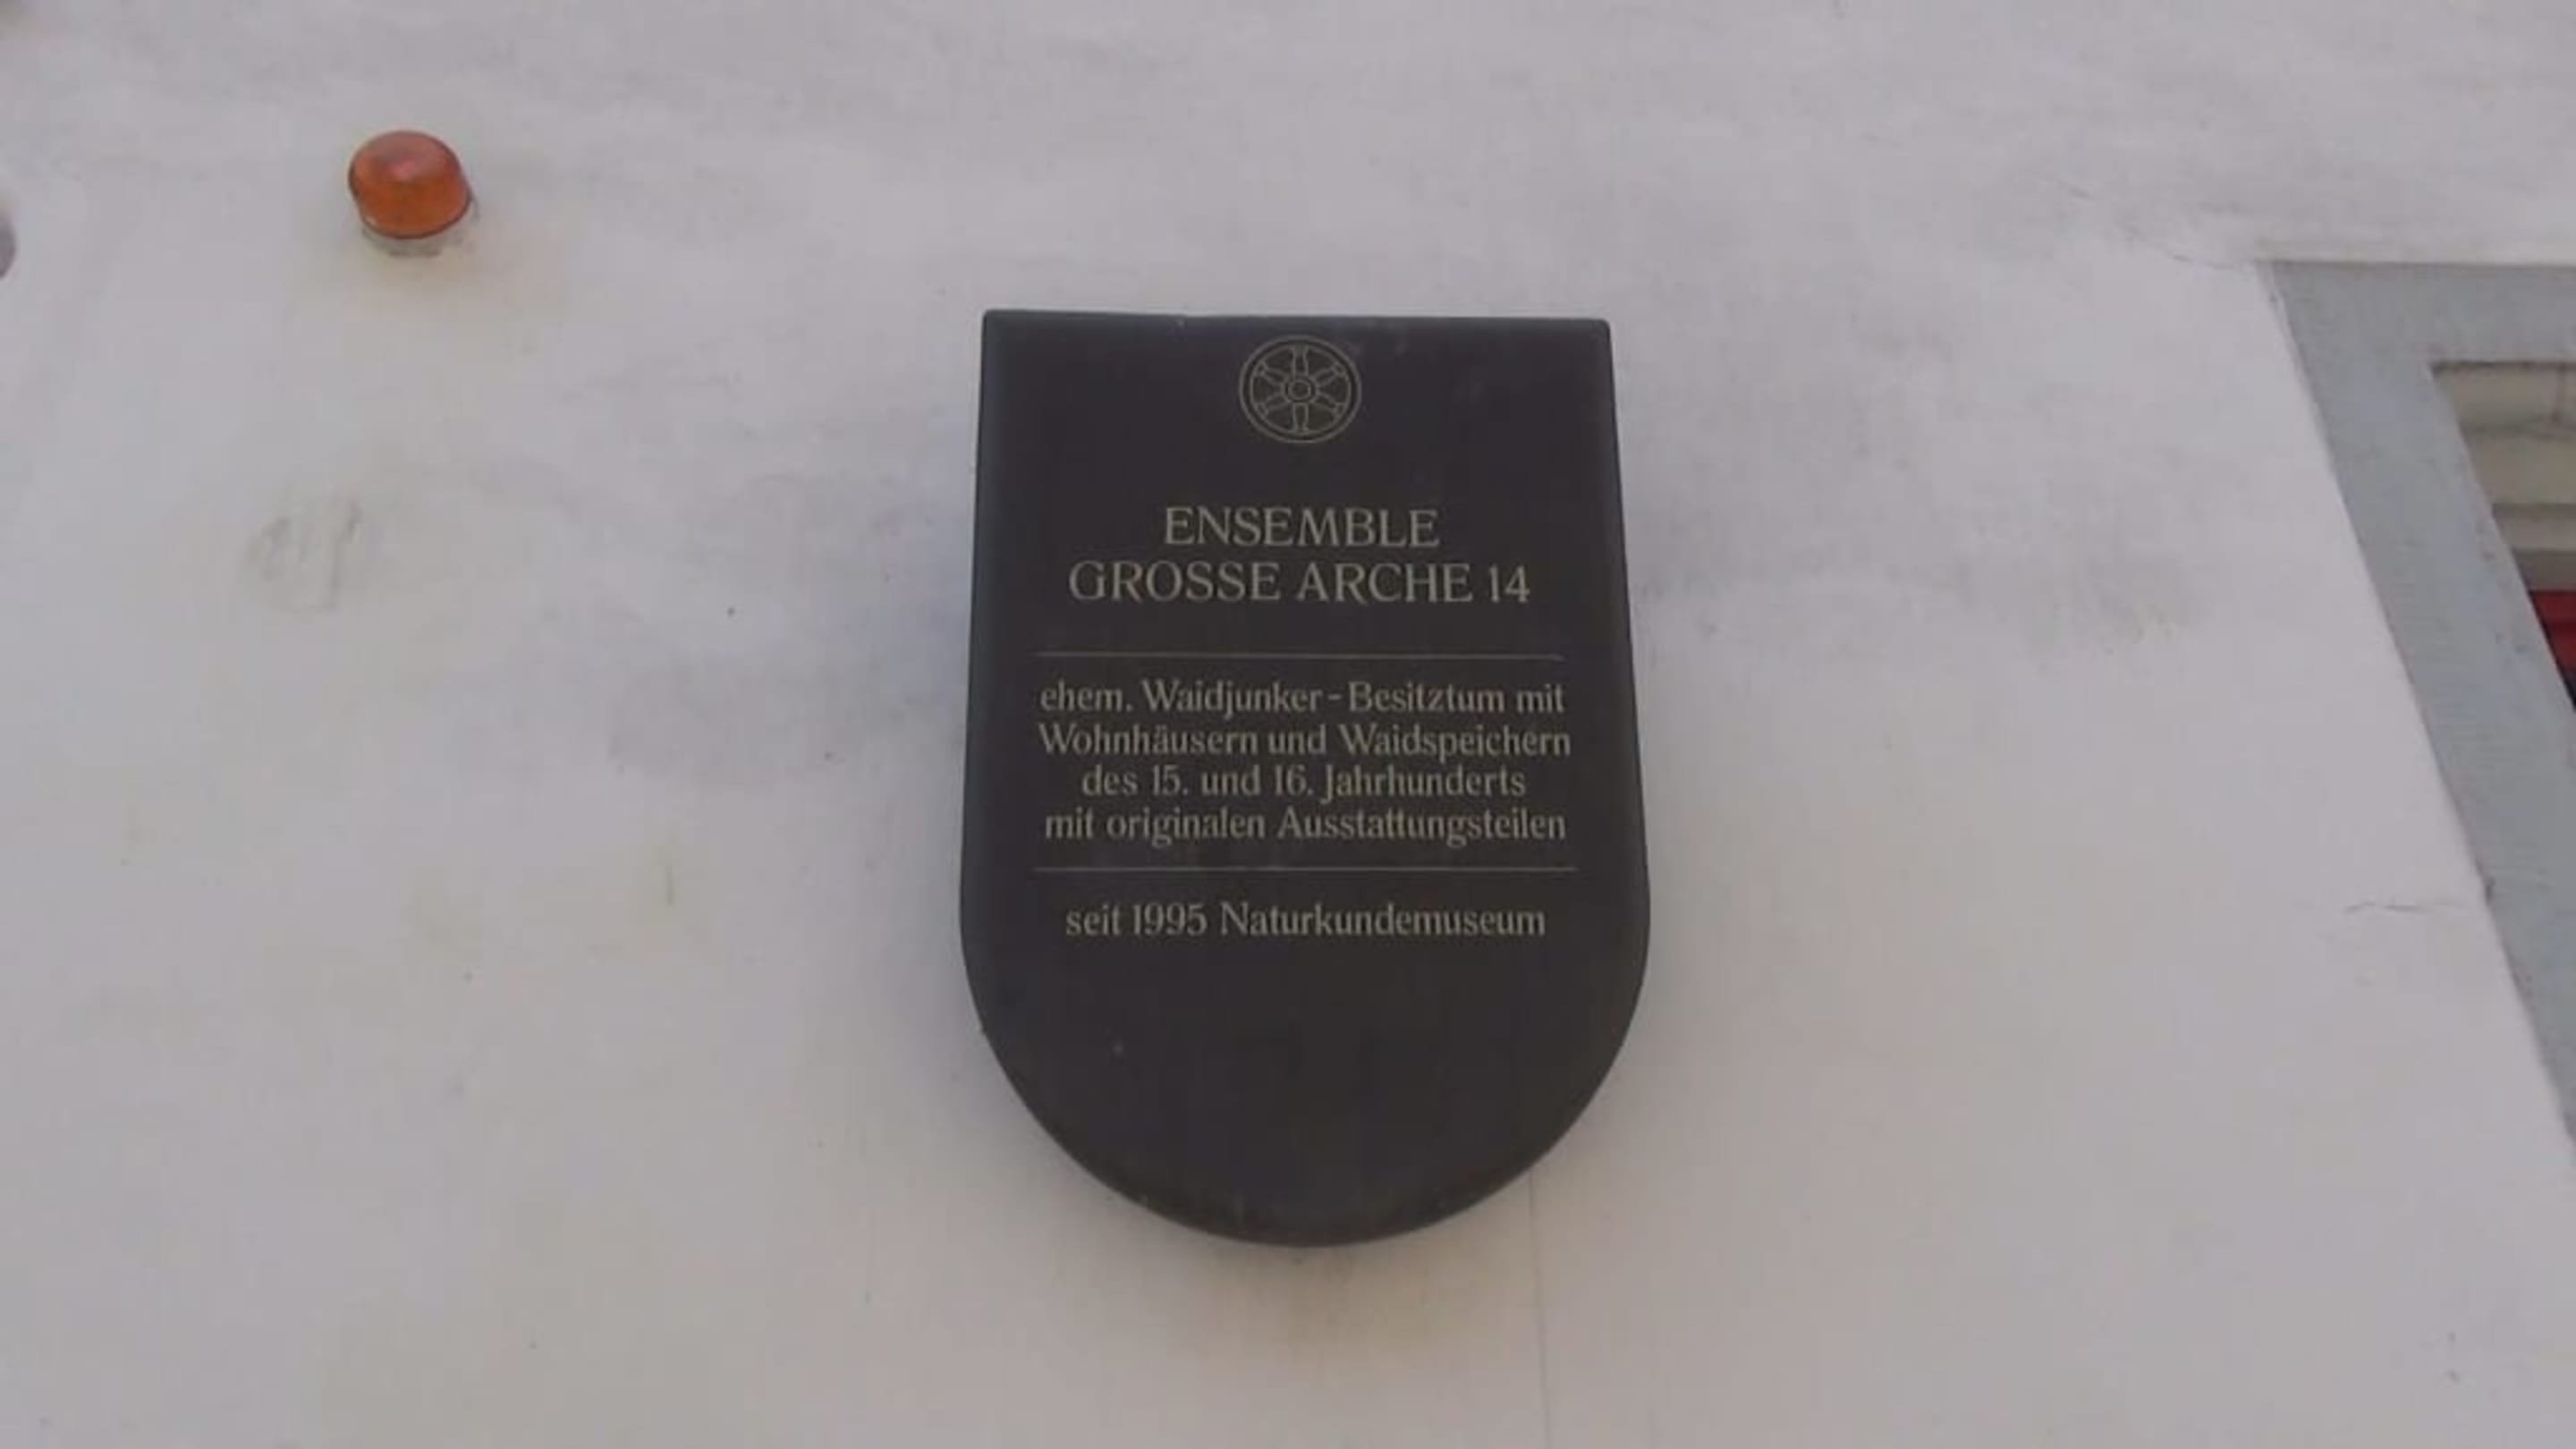 ENSEMBLE
GROSSE ARCHE 14
ehem. Waidjunker-Besitztum mit
Wohnhäusern und Waidspeichern
des 15. und 16. Jahrhunderts
mit originalen Ausstattungsteilen
seit 1995 Naturkundemuseum